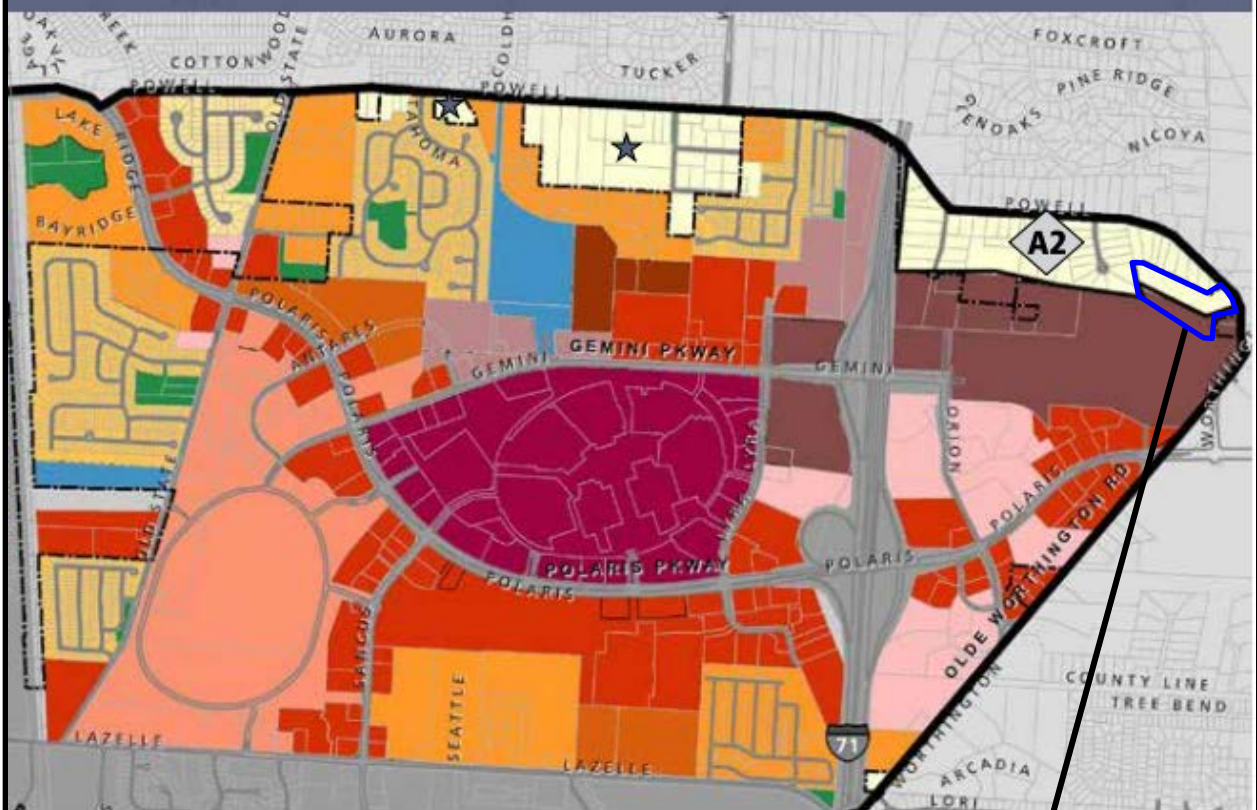 FOXCROFT
AURORA
COTTONWOOD
OLD STATE
TUCKER
PINE RIDGE
POWELL
POWELL
LAKE
RIDGE
NICOYA
POWELL
A2
BAYRIDGE
POLARIS
ANTARES
GEMINI PKWAY
GEMINI
GEMINI
POLARIS
ORION
POLARIS
OLD STATE
POLARIS PKWAY
POLARIS
POLARIS
OLDE WORTHINGTON RD
SANCUS
COUNTY LINE
TREE BEND
SEATTLE
WORTHINGTON
LAZELLE
71
LAZELLE
ARCADIA
LORI